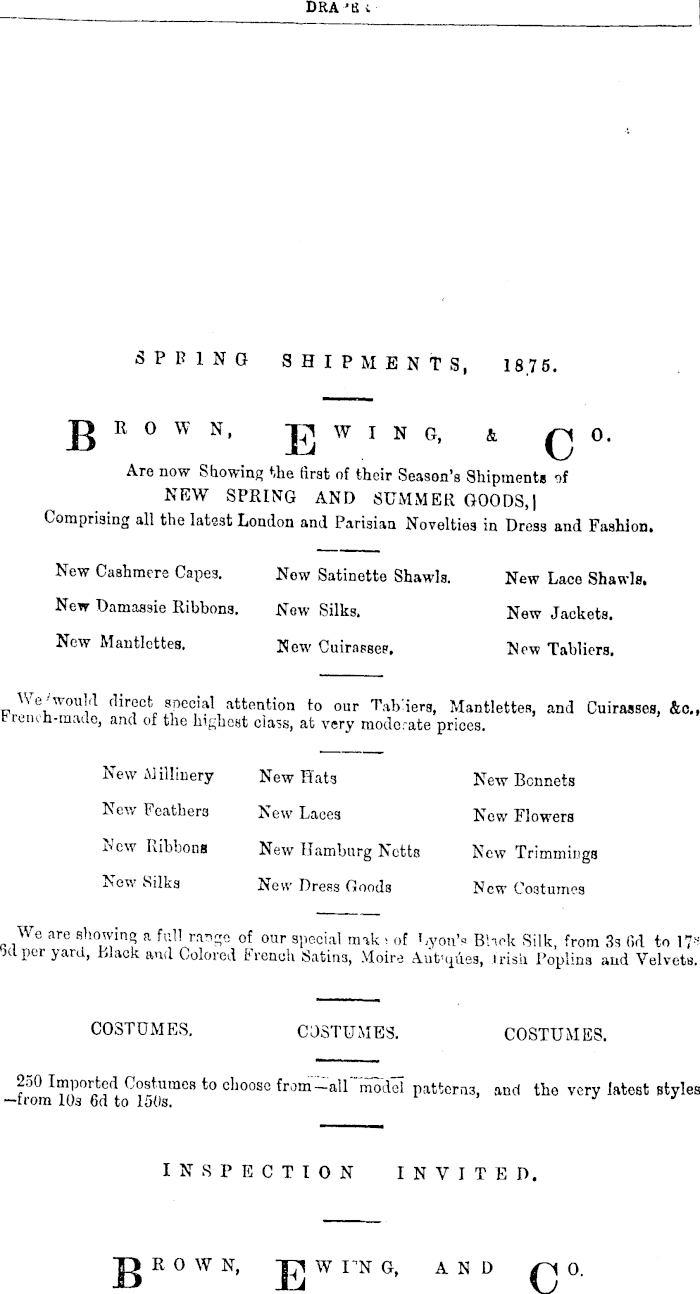 SPRING SHIPMENTS, 1875.
BROWN, EWING, & CO.
Are now Showing the first of their Season's Shipments of
NEW SPRING AND SUMMER GOODS,
Comprising all the latest London and Parisian Novelties in Dress and Fashion.
New Cashmere Capes. New Satinette Shawls. New Lace Shawls.
New Damassie Ribbons. New Silks. New Jackets.
New Mantlettes. New Cuirasses. New Tabliers.
We would direct special attention to our Tabliers, Mantlettes, and Cuirasses, &c.,
French-made, and of the highest class, at very moderate prices.
New Millinery New Hats New Bonnets
New Feathers New Laces New Flowers
New Ribbons New Hamburg Netts New Trimmings
New Silks New Dress Goods New Costumes
We are showing a full range of our special make of Lyon's Black Silk, from 3s 6d to 17s
6d per yard, Black and Colored French Satins, Moire Antiques, Irish Poplins and Velvets.
COSTUMES. COSTUMES. COSTUMES.
250 Imported Costumes to choose from—all model patterns, and the very latest styles
—from 10s 6d to 150s.
INSPECTION INVITED.
BROWN, EWING, AND CO.